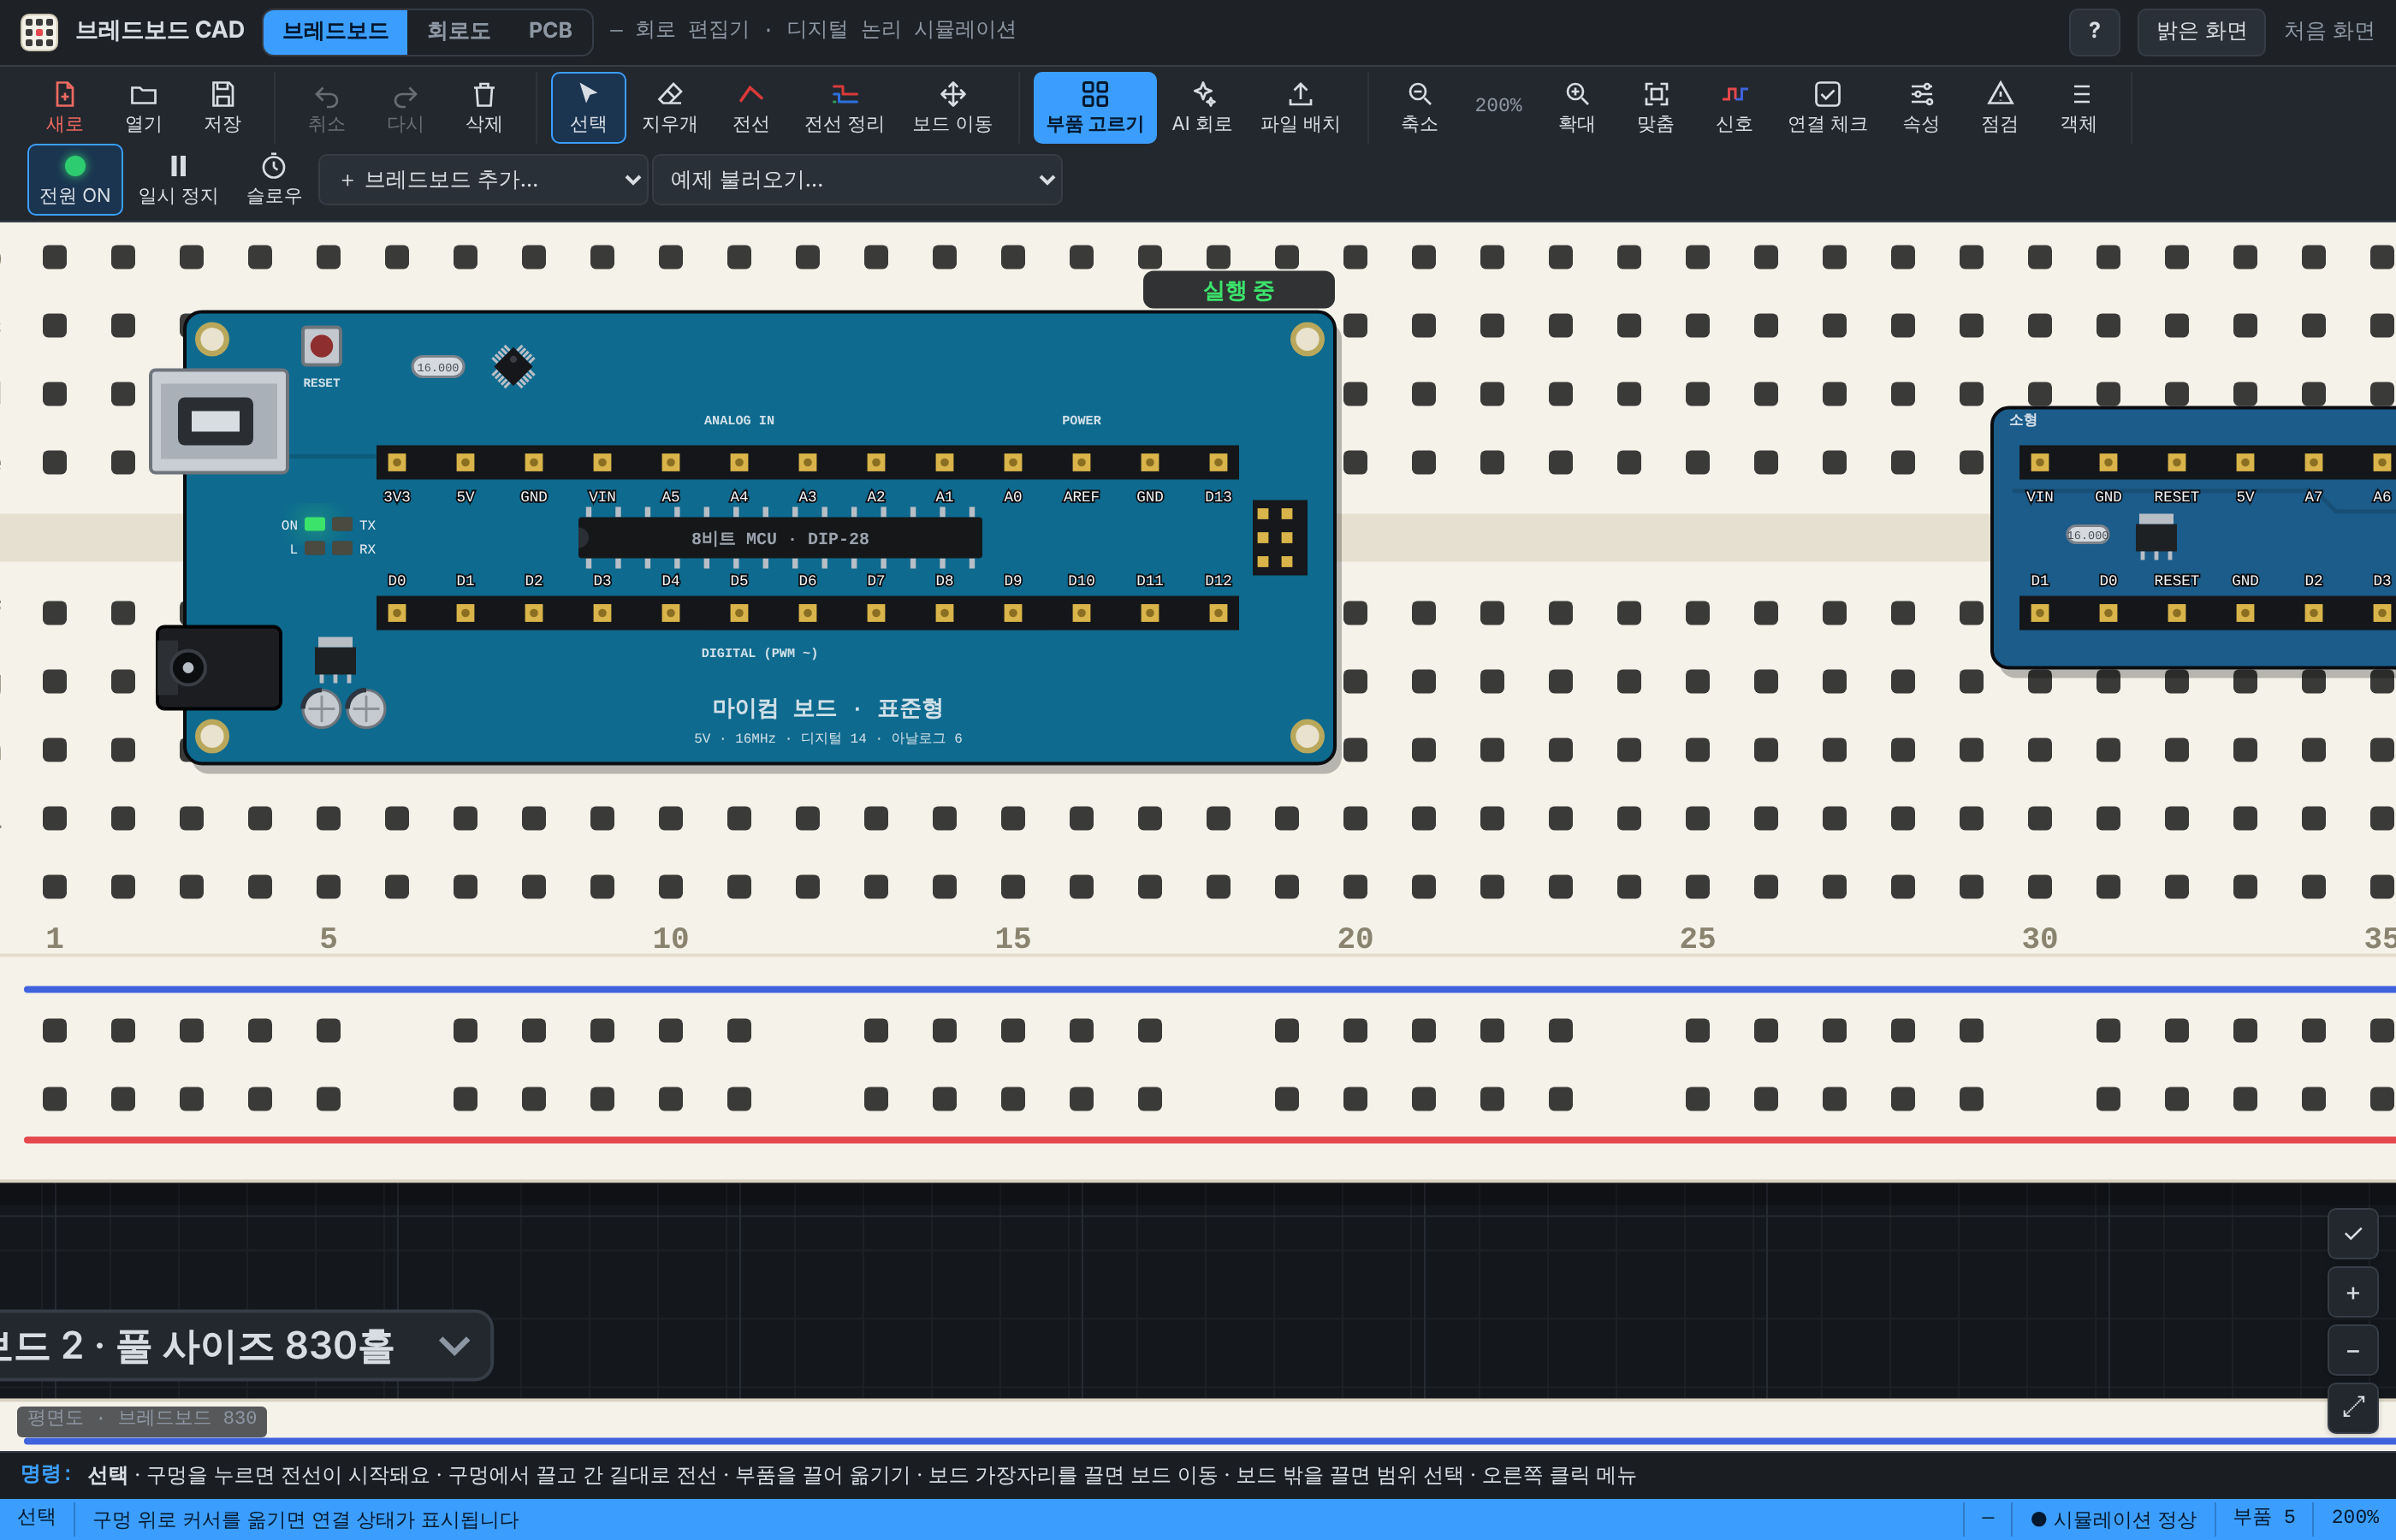 브레드보드 CAD 브레드보드 회로도 PCB — 회로 편집기 · 디지털 논리 시뮬레이션 ? 밝은 화면 처음 화면
새로 열기 저장 취소 다시 삭제 선택 지우개 전선 전선 정리 보드 이동 부품 고르기 AI 회로 파일 배치 축소 200% 확대 맞춤 신호 연결 체크 속성 점검 객체
전원 ON 일시 정지 슬로우 + 브레드보드 추가... 예제 불러오기...
실행 중
RESET
16.000
ANALOG IN POWER
3V3 5V GND VIN A5 A4 A3 A2 A1 A0 AREF GND D13
ON TX
L RX
8비트 MCU · DIP-28
D0 D1 D2 D3 D4 D5 D6 D7 D8 D9 D10 D11 D12
DIGITAL (PWM ~)
마이컴 보드 · 표준형
5V · 16MHz · 디지털 14 · 아날로그 6
소형
VIN GND RESET 5V A7 A6
16.000
D1 D0 RESET GND D2 D3
1 5 10 15 20 25 30 35
보드 2 · 풀 사이즈 830홀
평면도 · 브레드보드 830
명령: 선택 · 구멍을 누르면 전선이 시작돼요 · 구멍에서 끌고 간 길대로 전선 · 부품을 끌어 옮기기 · 보드 가장자리를 끌면 보드 이동 · 보드 밖을 끌면 범위 선택 · 오른쪽 클릭 메뉴
선택 구멍 위로 커서를 옮기면 연결 상태가 표시됩니다 — ● 시뮬레이션 정상 부품 5 200%